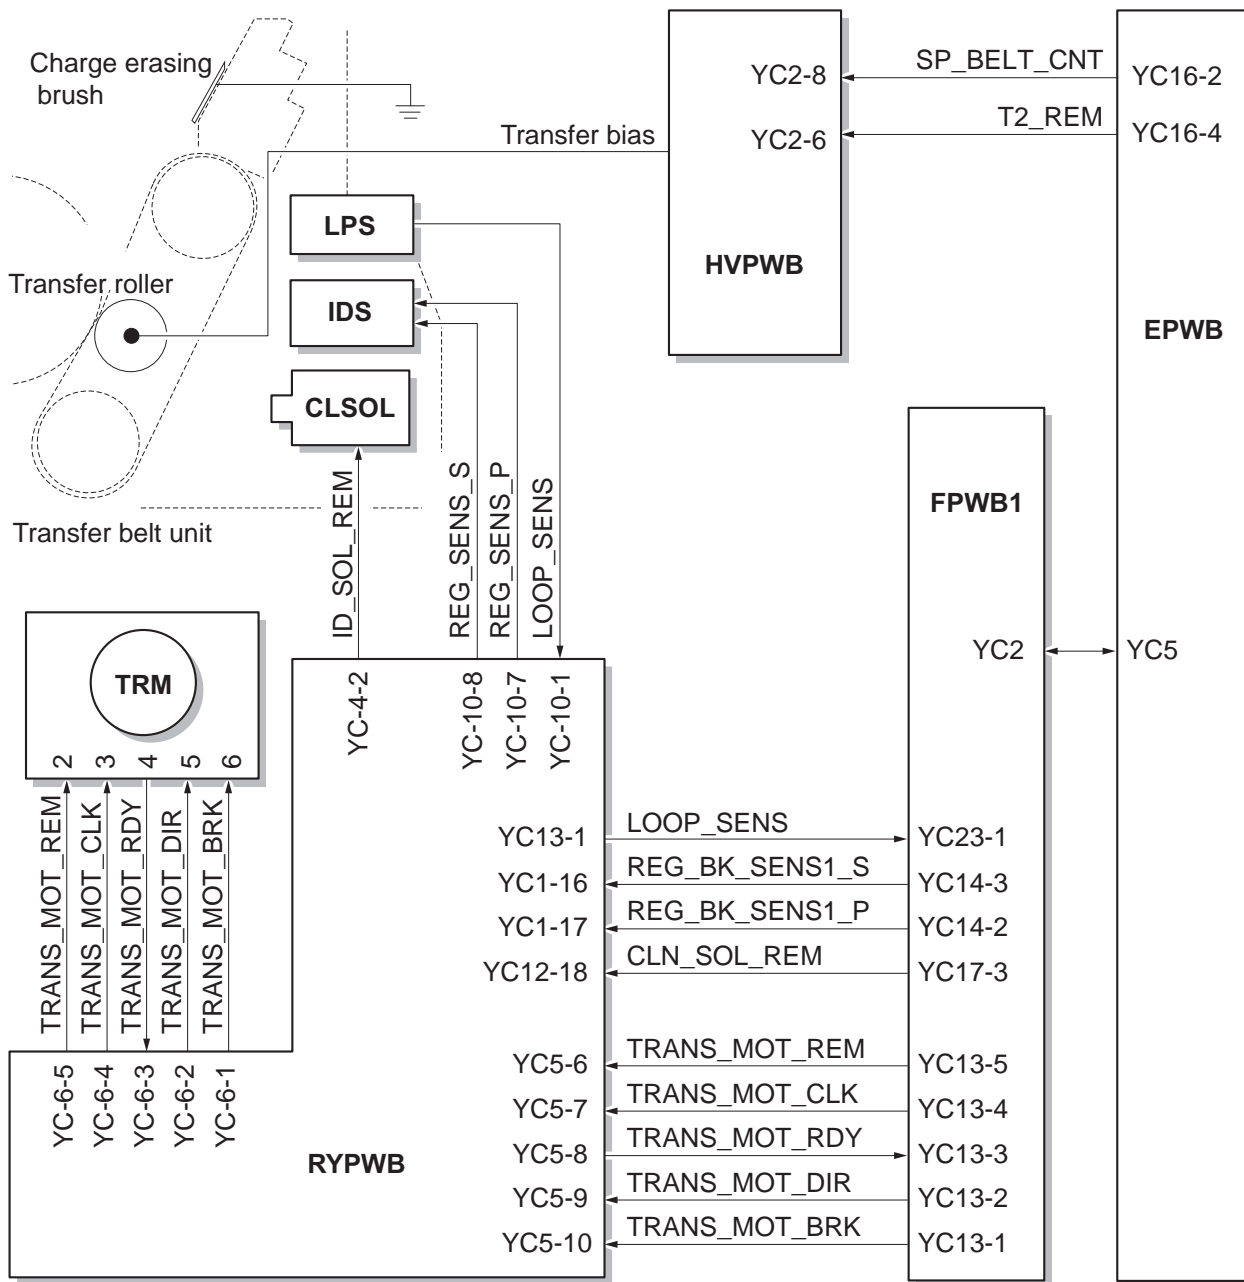 Charge erasing
brush
Transfer bias
YC2-8
SP_BELT_CNT
YC16-2
YC2-6
T2_REM
YC16-4
HVPWB
EPWB
LPS
Transfer roller
IDS
CLSOL
Transfer belt unit
ID_SOL_REM
REG_SENS_S
REG_SENS_P
LOOP_SENS
FPWB1
YC2
YC5
TRM
2
3
4
5
6
YC-4-2
YC-10-8
YC-10-7
YC-10-1
TRANS_MOT_REM
TRANS_MOT_CLK
TRANS_MOT_RDY
TRANS_MOT_DIR
TRANS_MOT_BRK
YC-6-5
YC-6-4
YC-6-3
YC-6-2
YC-6-1
RYPWB
YC13-1
LOOP_SENS
YC23-1
YC1-16
REG_BK_SENS1_S
YC14-3
YC1-17
REG_BK_SENS1_P
YC14-2
YC12-18
CLN_SOL_REM
YC17-3
YC5-6
TRANS_MOT_REM
YC13-5
YC5-7
TRANS_MOT_CLK
YC13-4
YC5-8
TRANS_MOT_RDY
YC13-3
YC5-9
TRANS_MOT_DIR
YC13-2
YC5-10
TRANS_MOT_BRK
YC13-1